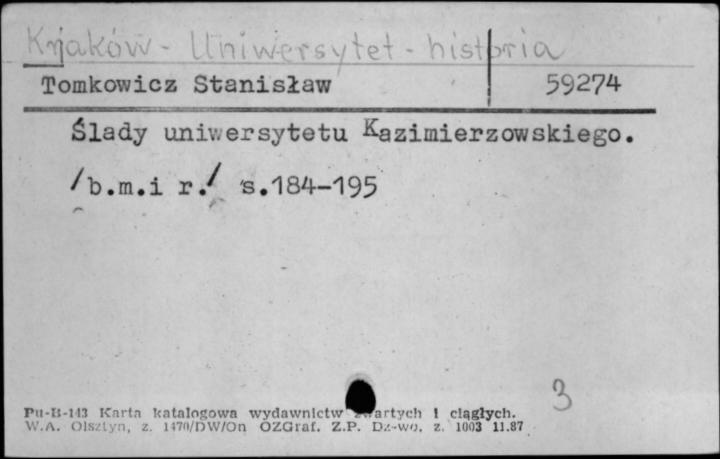 Kraków - Uniwersytet - historia
Tomkowicz Stanisław 59274
Ślady uniwersytetu Kazimierzowskiego.
/b.m.i r./ s.184-195
3
Pu-B-143 Karta katalogowa wydawnictw zwartych i ciągłych.
W.A. Olsztyn, z. 1470/DW/On OZGraf. Z.P. Dz-wo, z. 1003 11.87